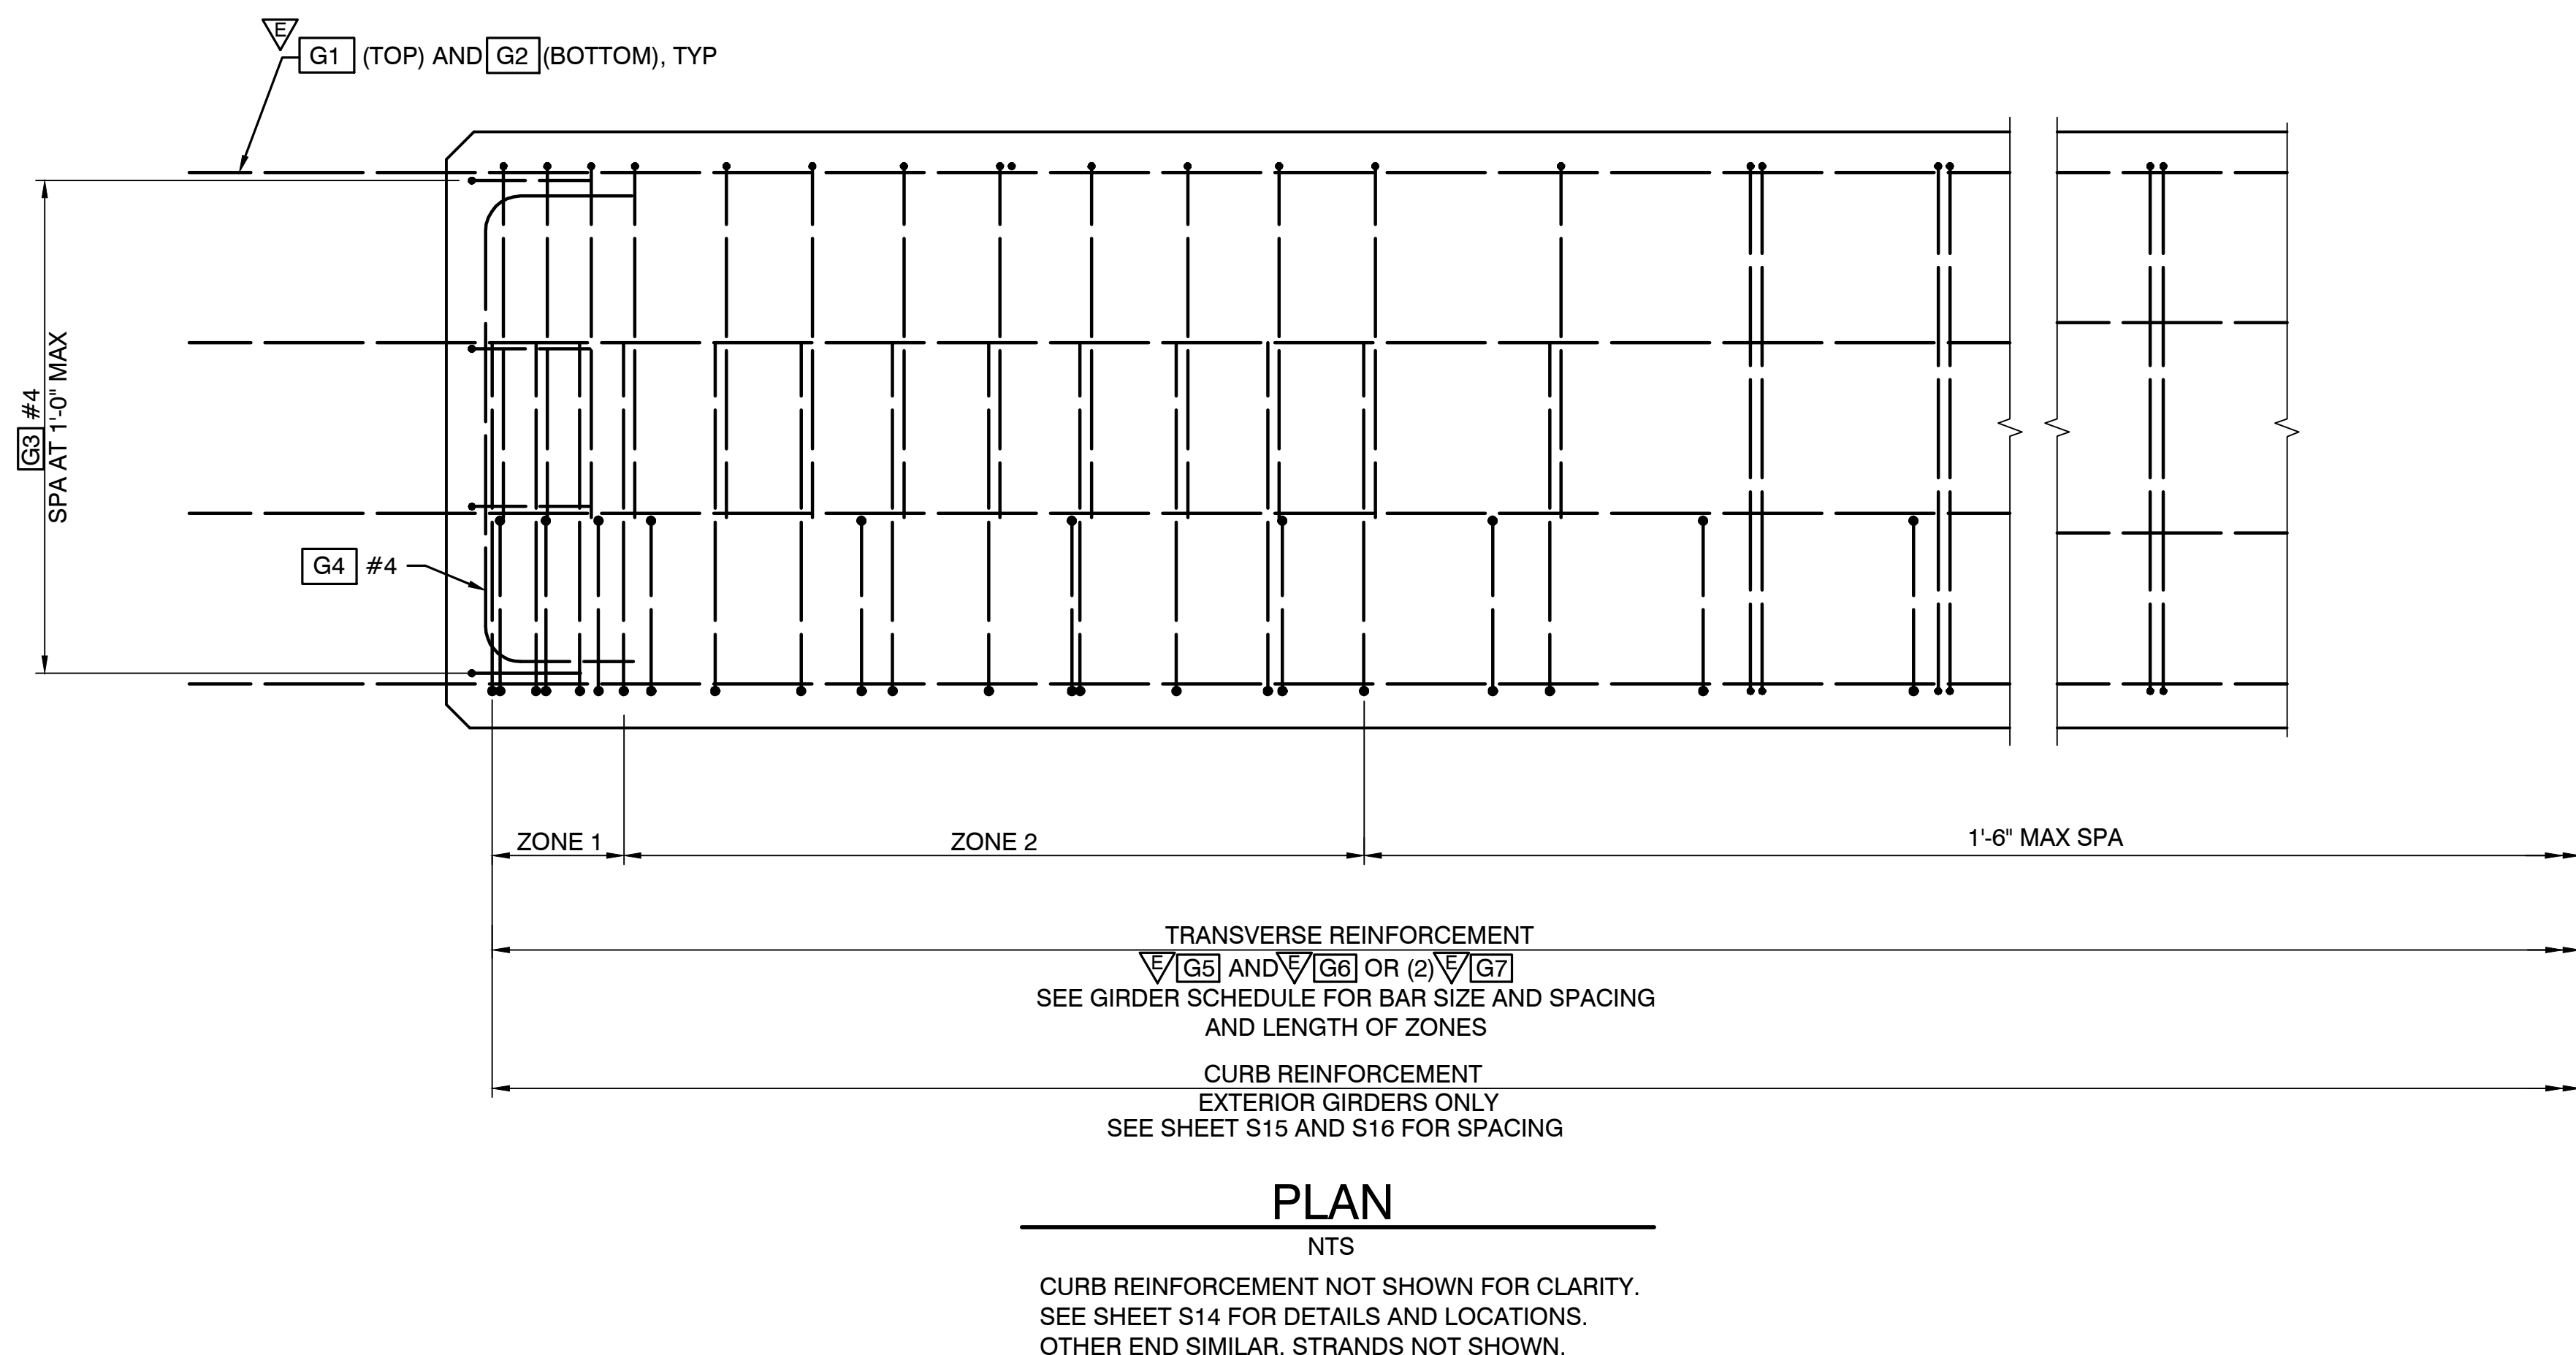 E
G1 (TOP) AND G2 (BOTTOM), TYP
G3 #4
SPA AT 1'-0" MAX
G4 #4
ZONE 1
ZONE 2
1'-6" MAX SPA
TRANSVERSE REINFORCEMENT
E G5 AND E G6 OR (2) E G7
SEE GIRDER SCHEDULE FOR BAR SIZE AND SPACING
AND LENGTH OF ZONES
CURB REINFORCEMENT
EXTERIOR GIRDERS ONLY
SEE SHEET S15 AND S16 FOR SPACING
PLAN
NTS
CURB REINFORCEMENT NOT SHOWN FOR CLARITY.
SEE SHEET S14 FOR DETAILS AND LOCATIONS.
OTHER END SIMILAR. STRANDS NOT SHOWN.